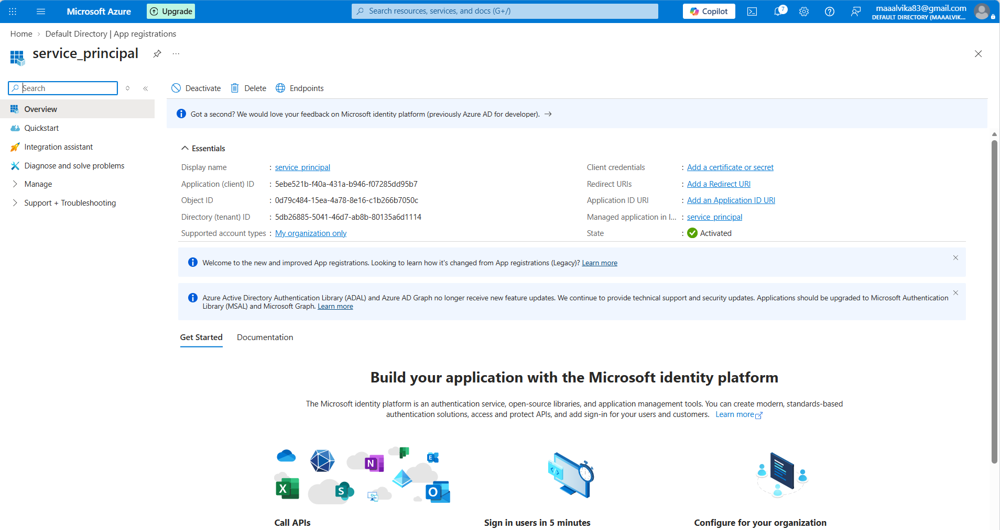 Microsoft Azure
Upgrade
Search resources, services, and docs (G+/)
Copilot
7
maaalvika83@gmail.com
DEFAULT DIRECTORY (MAAALVIK...
Home > Default Directory | App registrations
service_principal
...
Search
Deactivate
Delete
Endpoints
Overview
Quickstart
Integration assistant
Diagnose and solve problems
Manage
Support + Troubleshooting
Got a second? We would love your feedback on Microsoft identity platform (previously Azure AD for developer). →
Essentials
Display name : service_principal
Application (client) ID : 5ebe521b-f40a-431a-b946-f07285dd95b7
Object ID : 0d79c484-15ea-4a78-8e16-c1b266b7050c
Directory (tenant) ID : 5db26885-5041-46d7-ab8b-80135a6d1114
Supported account types : My organization only
Client credentials : Add a certificate or secret
Redirect URIs : Add a Redirect URI
Application ID URI : Add an Application ID URI
Managed application in l... : service_principal
State : Activated
Welcome to the new and improved App registrations. Looking to learn how it's changed from App registrations (Legacy)? Learn more
Azure Active Directory Authentication Library (ADAL) and Azure AD Graph no longer receive new feature updates. We continue to provide technical support and security updates. Applications should be upgraded to Microsoft Authentication
Library (MSAL) and Microsoft Graph. Learn more
Get Started
Documentation
Build your application with the Microsoft identity platform
The Microsoft identity platform is an authentication service, open-source libraries, and application management tools. You can create modern, standards-based
authentication solutions, access and protect APIs, and add sign-in for your users and customers. Learn more
N
E
X
S
O
Call APIs
Sign in users in 5 minutes
Configure for your organization